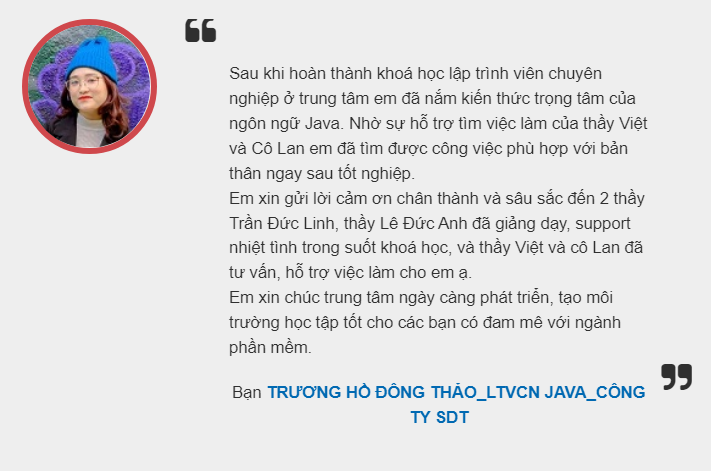 Sau khi hoàn thành khoá học lập trình viên chuyên
nghiệp ở trung tâm em đã nắm kiến thức trọng tâm của
ngôn ngữ Java. Nhờ sự hỗ trợ tìm việc làm của thầy Việt
và Cô Lan em đã tìm được công việc phù hợp với bản
thân ngay sau tốt nghiệp.
Em xin gửi lời cảm ơn chân thành và sâu sắc đến 2 thầy
Trần Đức Linh, thầy Lê Đức Anh đã giảng dạy, support
nhiệt tình trong suốt khoá học, và thầy Việt và cô Lan đã
tư vấn, hỗ trợ việc làm cho em ạ.
Em xin chúc trung tâm ngày càng phát triển, tạo môi
trường học tập tốt cho các bạn có đam mê với ngành
phần mềm.
Bạn TRƯƠNG HỒ ĐÔNG THẢO_LTVCN JAVA_CÔNG
TY SDT